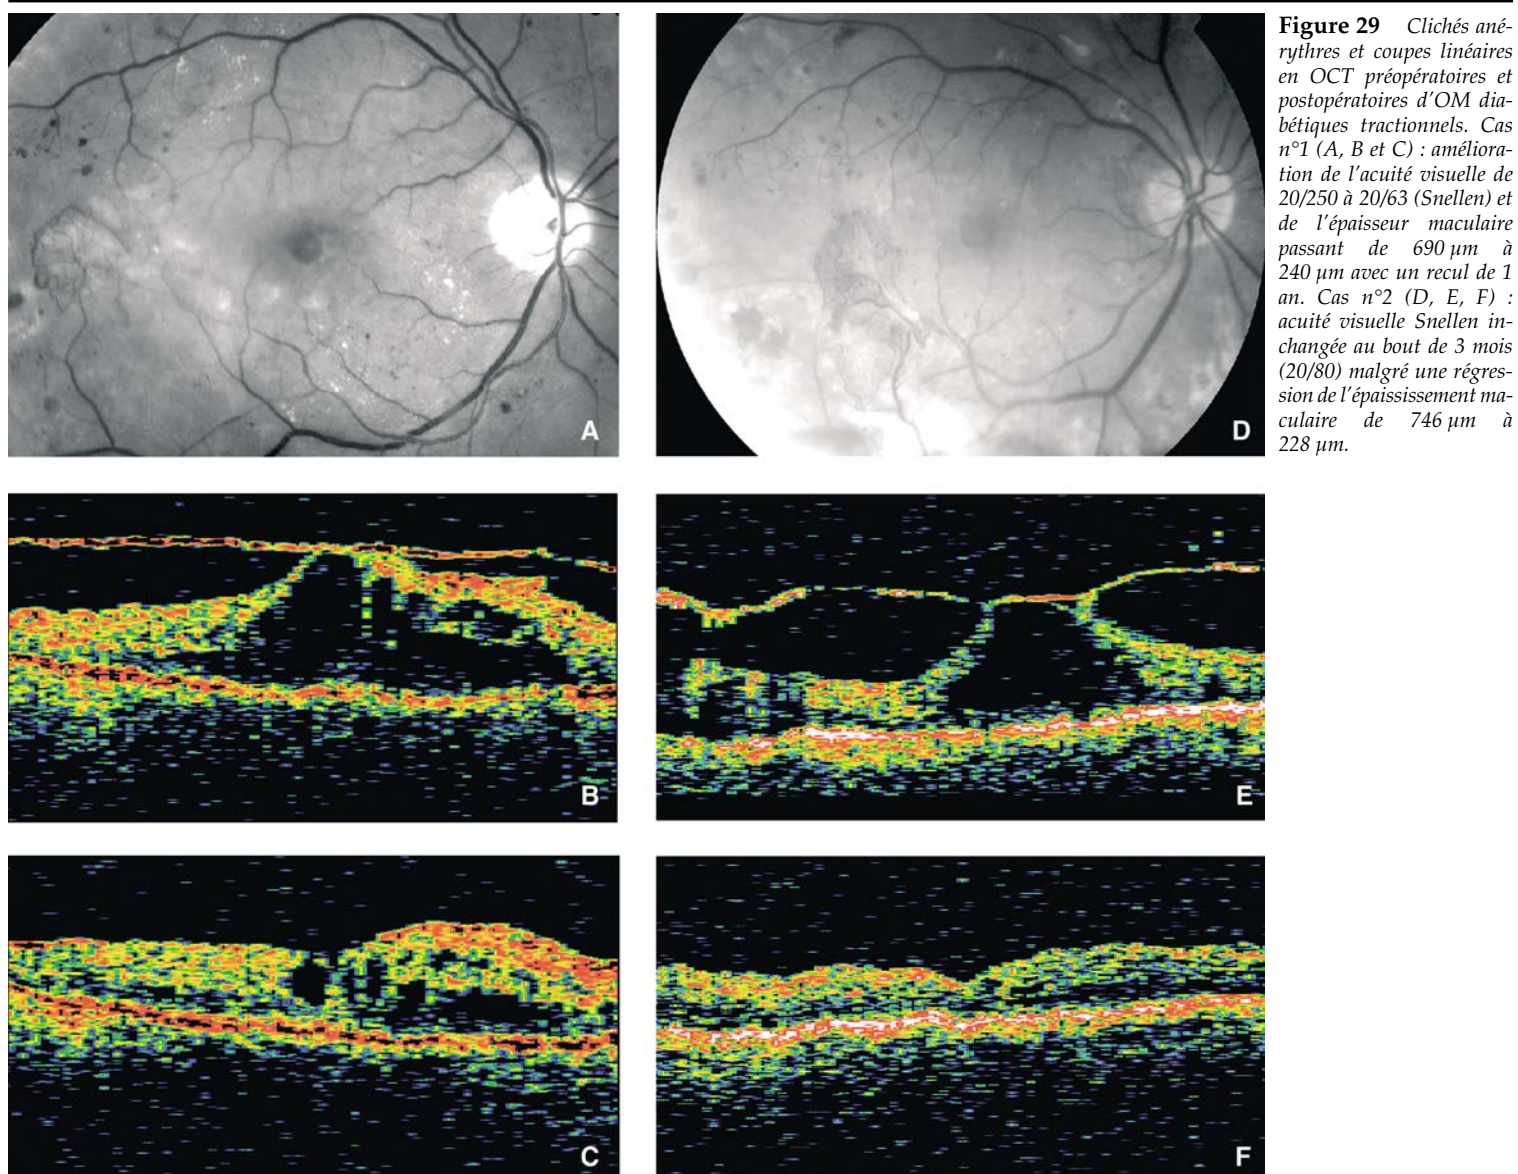 Figure 29 Clichés ané-
rythres et coupes linéaires
en OCT préopératoires et
postopératoires d'OM dia-
bétiques tractionnels. Cas
n°1 (A, B et C) : améliora-
tion de l'acuité visuelle de
20/250 à 20/63 (Snellen) et
de l'épaisseur maculaire
passant de 690 µm à
240 µm avec un recul de 1
an. Cas n°2 (D, E, F) :
acuité visuelle Snellen in-
changée au bout de 3 mois
(20/80) malgré une régres-
sion de l'épaississement ma-
culaire de 746 µm à
228 µm.
A
D
B
E
C
F